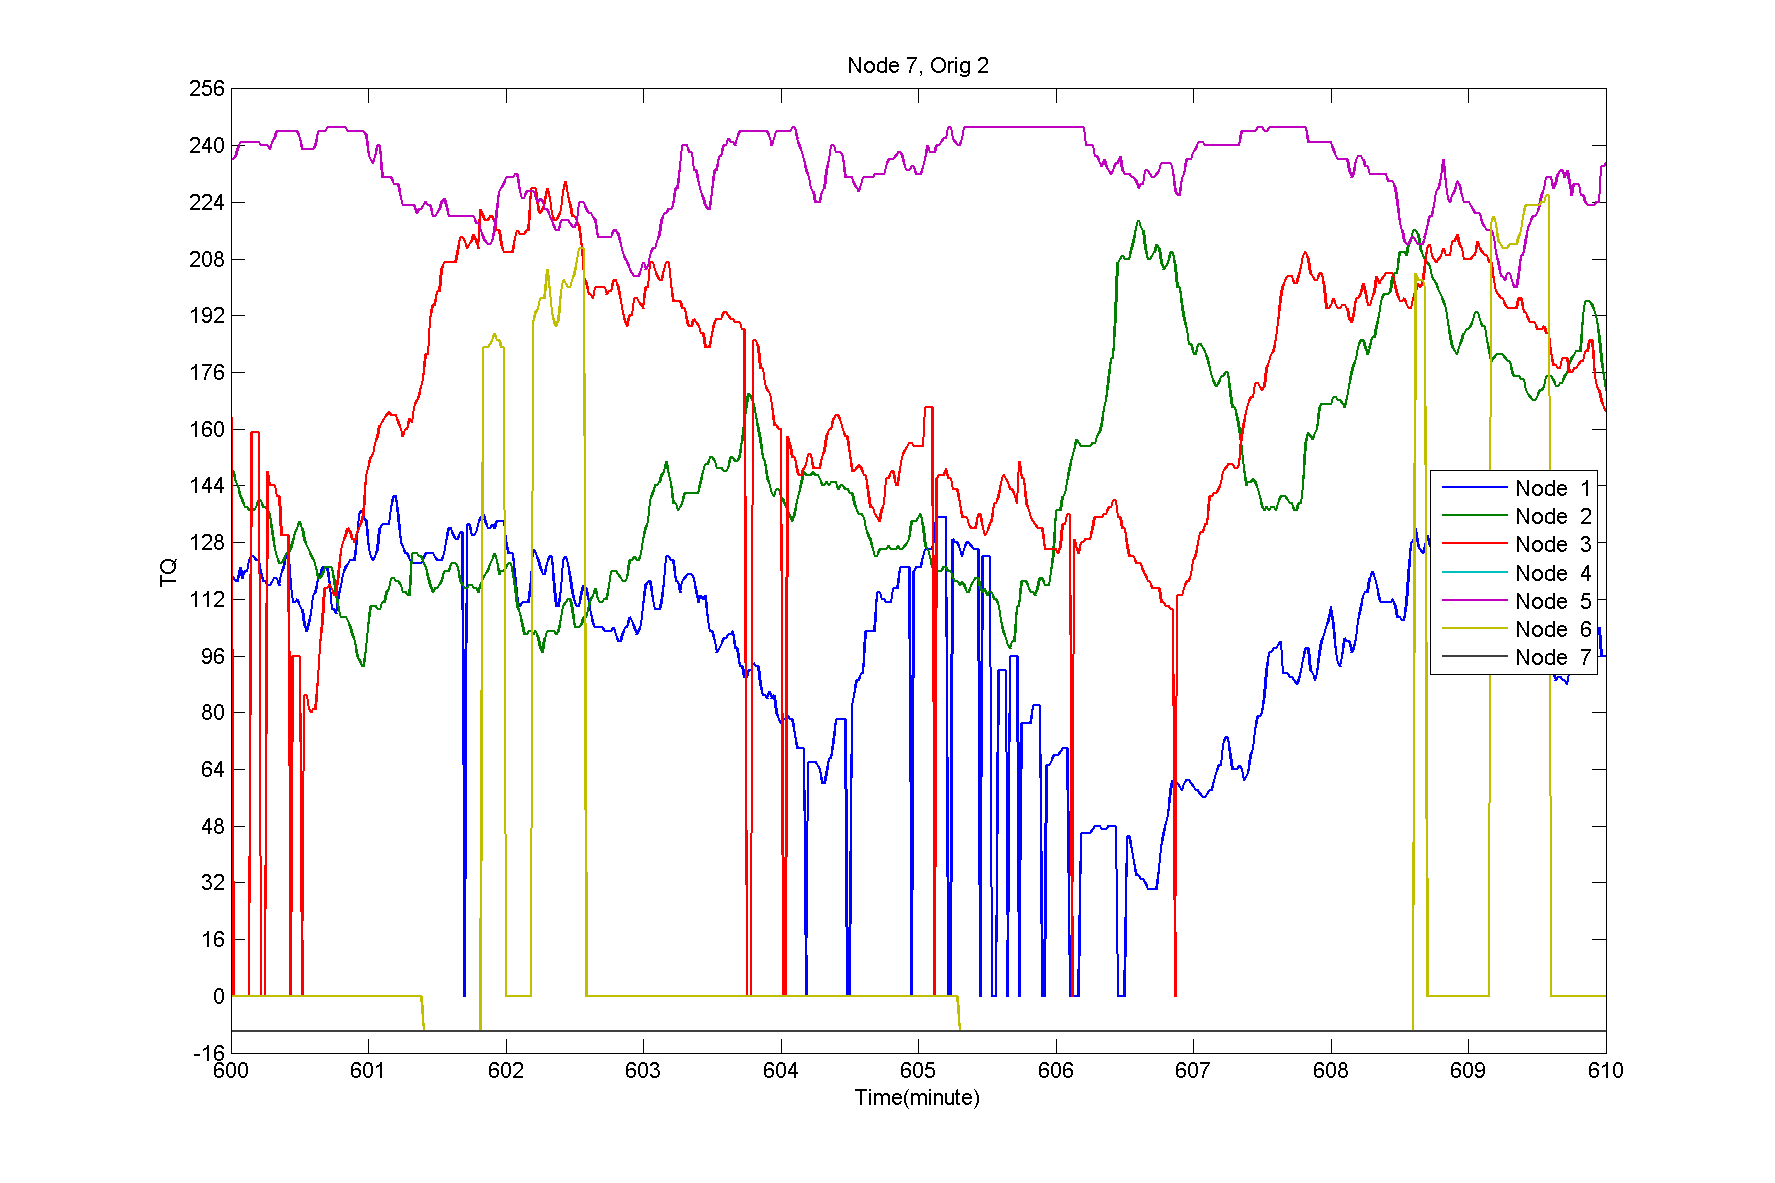 Node 7, Orig 2
256
240
224
208
192
176
160
144
128
112
96
80
64
48
32
16
0
-16
TQ
Node 1
Node 2
Node 3
Node 4
Node 5
Node 6
Node 7
600 601 602 603 604 605 606 607 608 609 610
Time(minute)